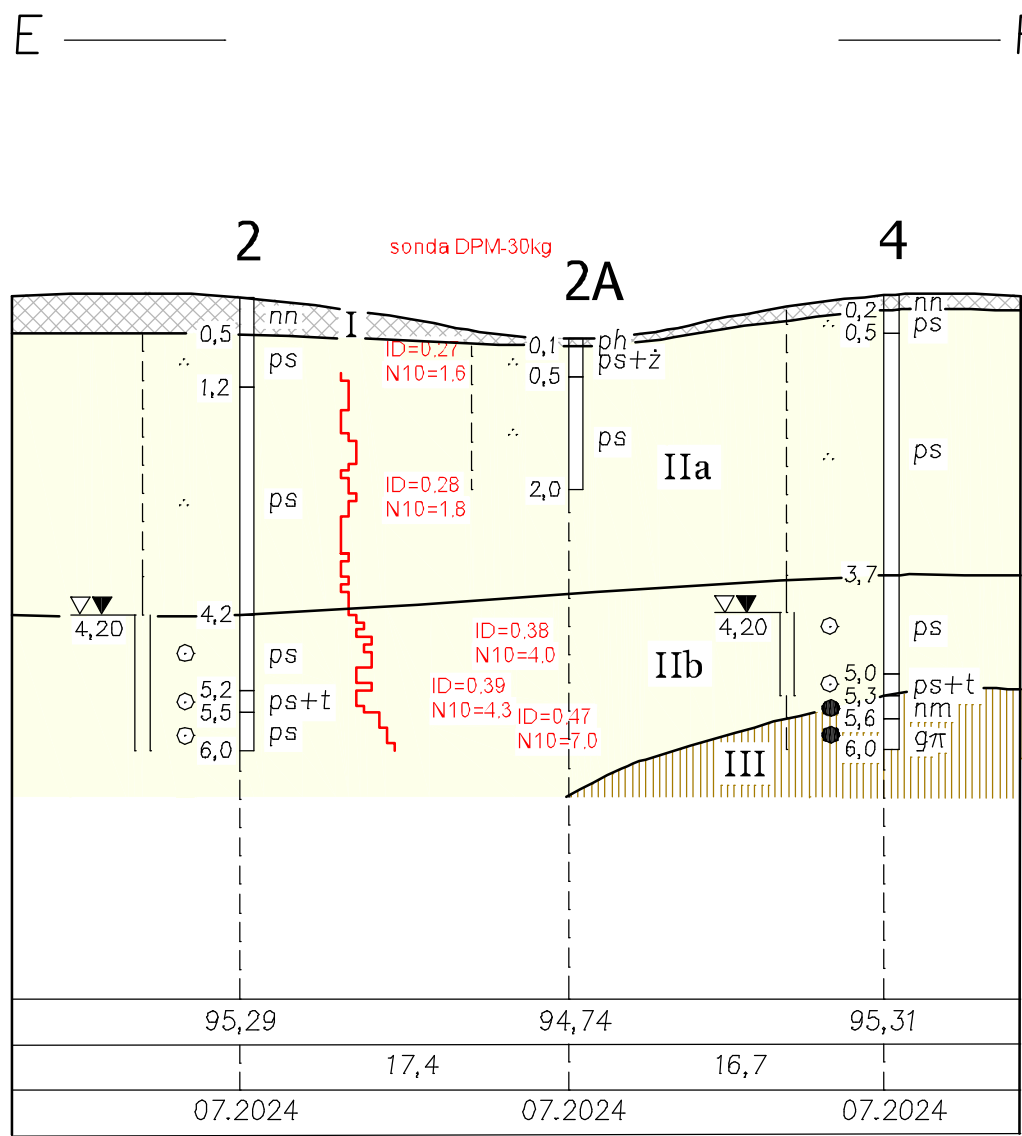 E
2
sonda DPM-30kg
2A
4
nn
I
0,5
ps
1,2
ps
4,2
4,20
ps
5,2
ps+t
5,5
ps
6,0
ID=0,27
N10=1,6
ID=0,28
N10=1,8
ID=0,38
N10=4,0
ID=0,39
N10=4,3
ID=0,47
N10=7,0
0,1
ph
ps+ż
0,5
ps
2,0
IIa
IIb
III
4,20
0,2
nn
ps
0,5
ps
3,7
ps
5,0
ps+t
5,3
nm
5,6
gπ
6,0
95,29
94,74
95,31
17,4
16,7
07.2024
07.2024
07.2024